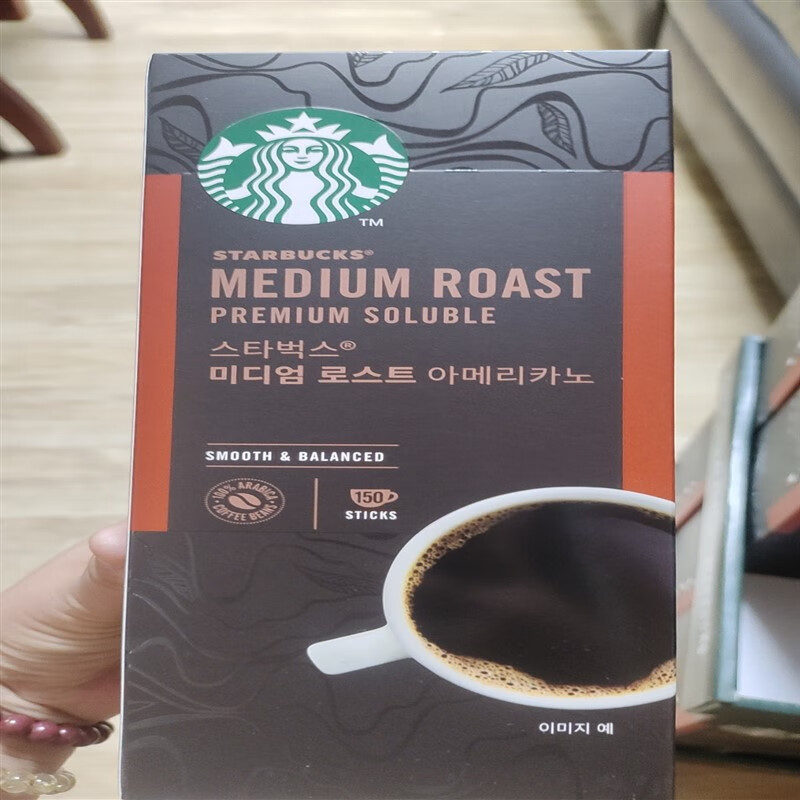 TM
STARBUCKS®
MEDIUM ROAST
PREMIUM SOLUBLE
스타벅스®
미디엄 로스트 아메리카노
SMOOTH & BALANCED
100% ARABICA
COFFEE BEANS
150
STICKS
이미지 예